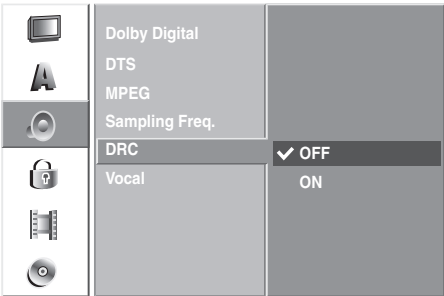 A
Dolby Digital
DTS
MPEG
Sampling Freq.
DRC
Vocal
OFF
ON